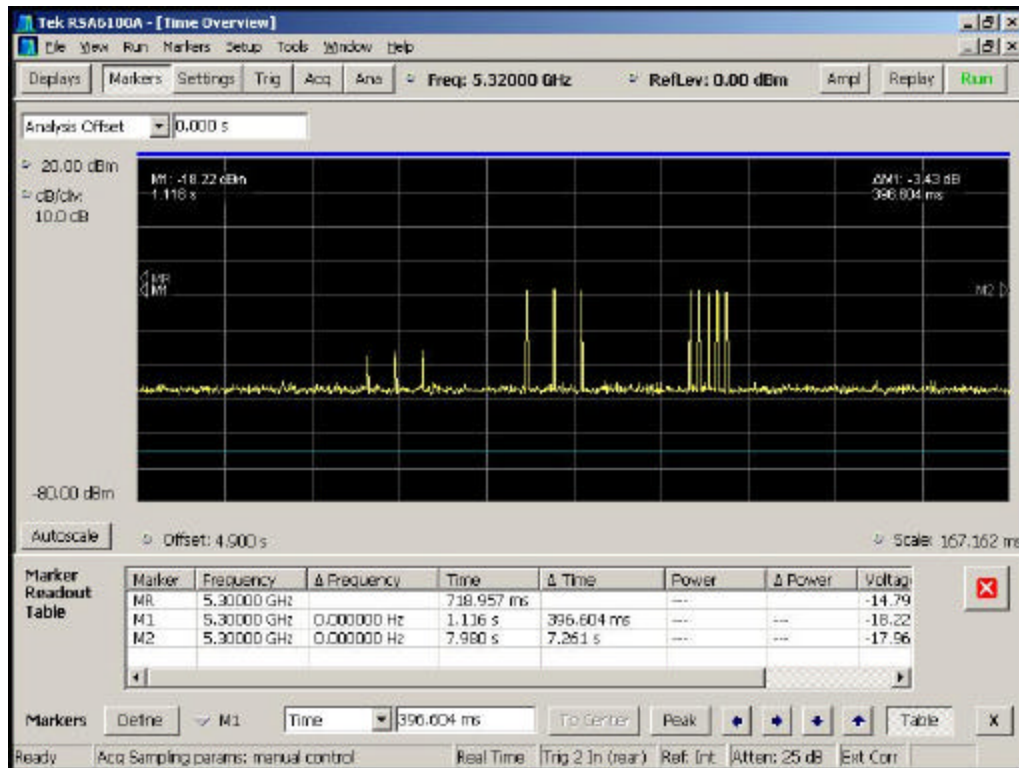 Tek RSA6100A - [Time Overview]
File View Run Markers Setup Tools Window Help
Displays Markers Settings Trig Acq Ana Freq: 5.32000 GHz RefLev: 0.00 dBm Ampl Replay Run
Analysis Offset 0.000 s
20.00 dBm
dB/div:
10.0 dB
M1: -18.22 dBm
1.116 s
ΔM1: -3.43 dB
396.604 ms
MR
M1
M2
-80.00 dBm
Autoscale Offset: 4.900 s Scale: 167.162 ms
Marker Readout Table
Marker Frequency Δ Frequency Time Δ Time Power Δ Power Voltag
MR 5.30000 GHz 718.957 ms --- -14.79
M1 5.30000 GHz 0.000000 Hz 1.116 s 396.604 ms --- --- -18.22
M2 5.30000 GHz 0.000000 Hz 7.980 s 7.261 s --- --- -17.96
Markers Define M1 Time 396.604 ms To Center Peak Table X
Ready Acq Sampling params: manual control Real Time Trig 2 In (rear) Ref: Int Atten: 25 dB Ext Corr